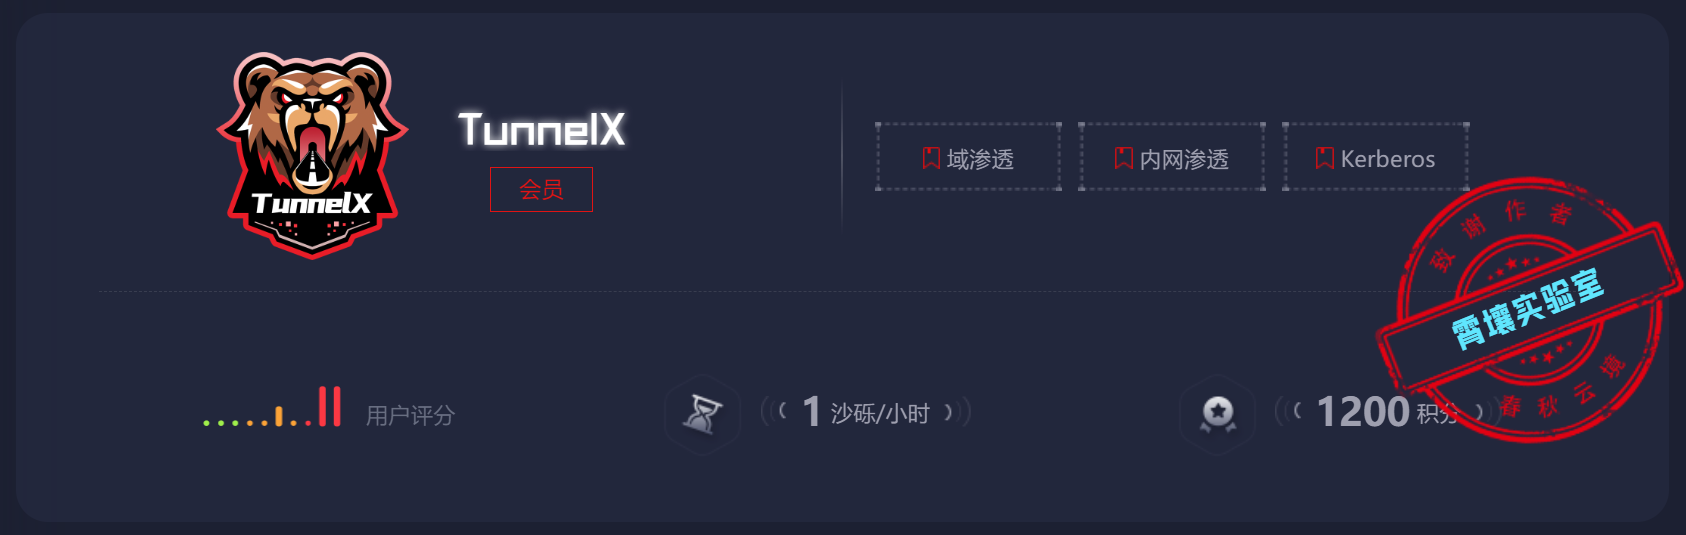 TunnelX
TunnelX
会员
域渗透
内网渗透
Kerberos
致谢作者
霄壤实验室
春秋云境
用户评分
1 沙砾/小时
1200 积分